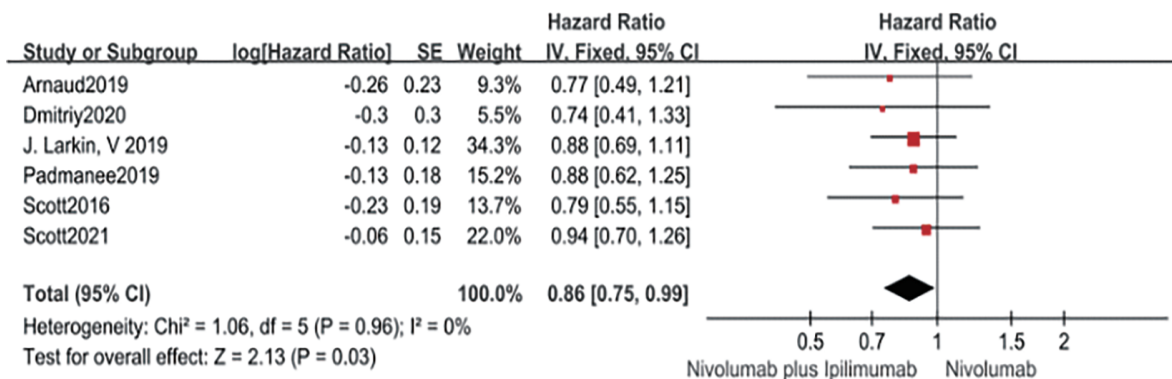 Hazard Ratio Hazard Ratio
Study or Subgroup log[Hazard Ratio] SE Weight IV, Fixed, 95% CI IV, Fixed, 95% CI
Arnaud2019 -0.26 0.23 9.3% 0.77 [0.49, 1.21]
Dmitriy2020 -0.3 0.3 5.5% 0.74 [0.41, 1.33]
J. Larkin, V 2019 -0.13 0.12 34.3% 0.88 [0.69, 1.11]
Padmanee2019 -0.13 0.18 15.2% 0.88 [0.62, 1.25]
Scott2016 -0.23 0.19 13.7% 0.79 [0.55, 1.15]
Scott2021 -0.06 0.15 22.0% 0.94 [0.70, 1.26]
Total (95% CI) 100.0% 0.86 [0.75, 0.99]
Heterogeneity: Chi² = 1.06, df = 5 (P = 0.96); I² = 0%
Test for overall effect: Z = 2.13 (P = 0.03)
0.5 0.7 1 1.5 2
Nivolumab plus Ipilimumab Nivolumab